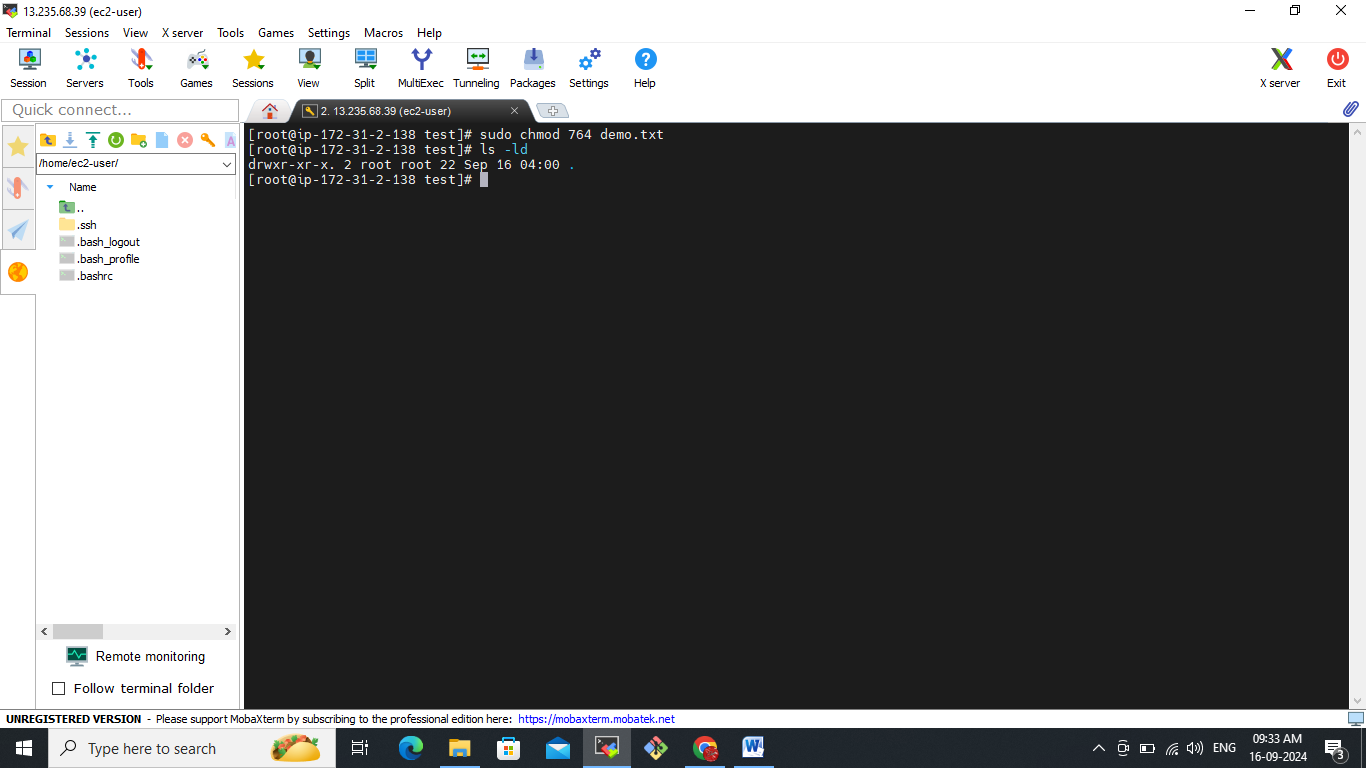 13.235.68.39 (ec2-user)
Terminal Sessions View X server Tools Games Settings Macros Help
Session Servers Tools Games Sessions View Split MultiExec Tunneling Packages Settings Help X server Exit
Quick connect...
2. 13.235.68.39 (ec2-user)
/home/ec2-user/
Name
..
.ssh
.bash_logout
.bash_profile
.bashrc
[root@ip-172-31-2-138 test]# sudo chmod 764 demo.txt
[root@ip-172-31-2-138 test]# ls -ld
drwxr-xr-x. 2 root root 22 Sep 16 04:00 .
[root@ip-172-31-2-138 test]#
Remote monitoring
Follow terminal folder
UNREGISTERED VERSION - Please support MobaXterm by subscribing to the professional edition here: https://mobaxterm.mobatek.net
Type here to search
ENG
09:33 AM
16-09-2024
3